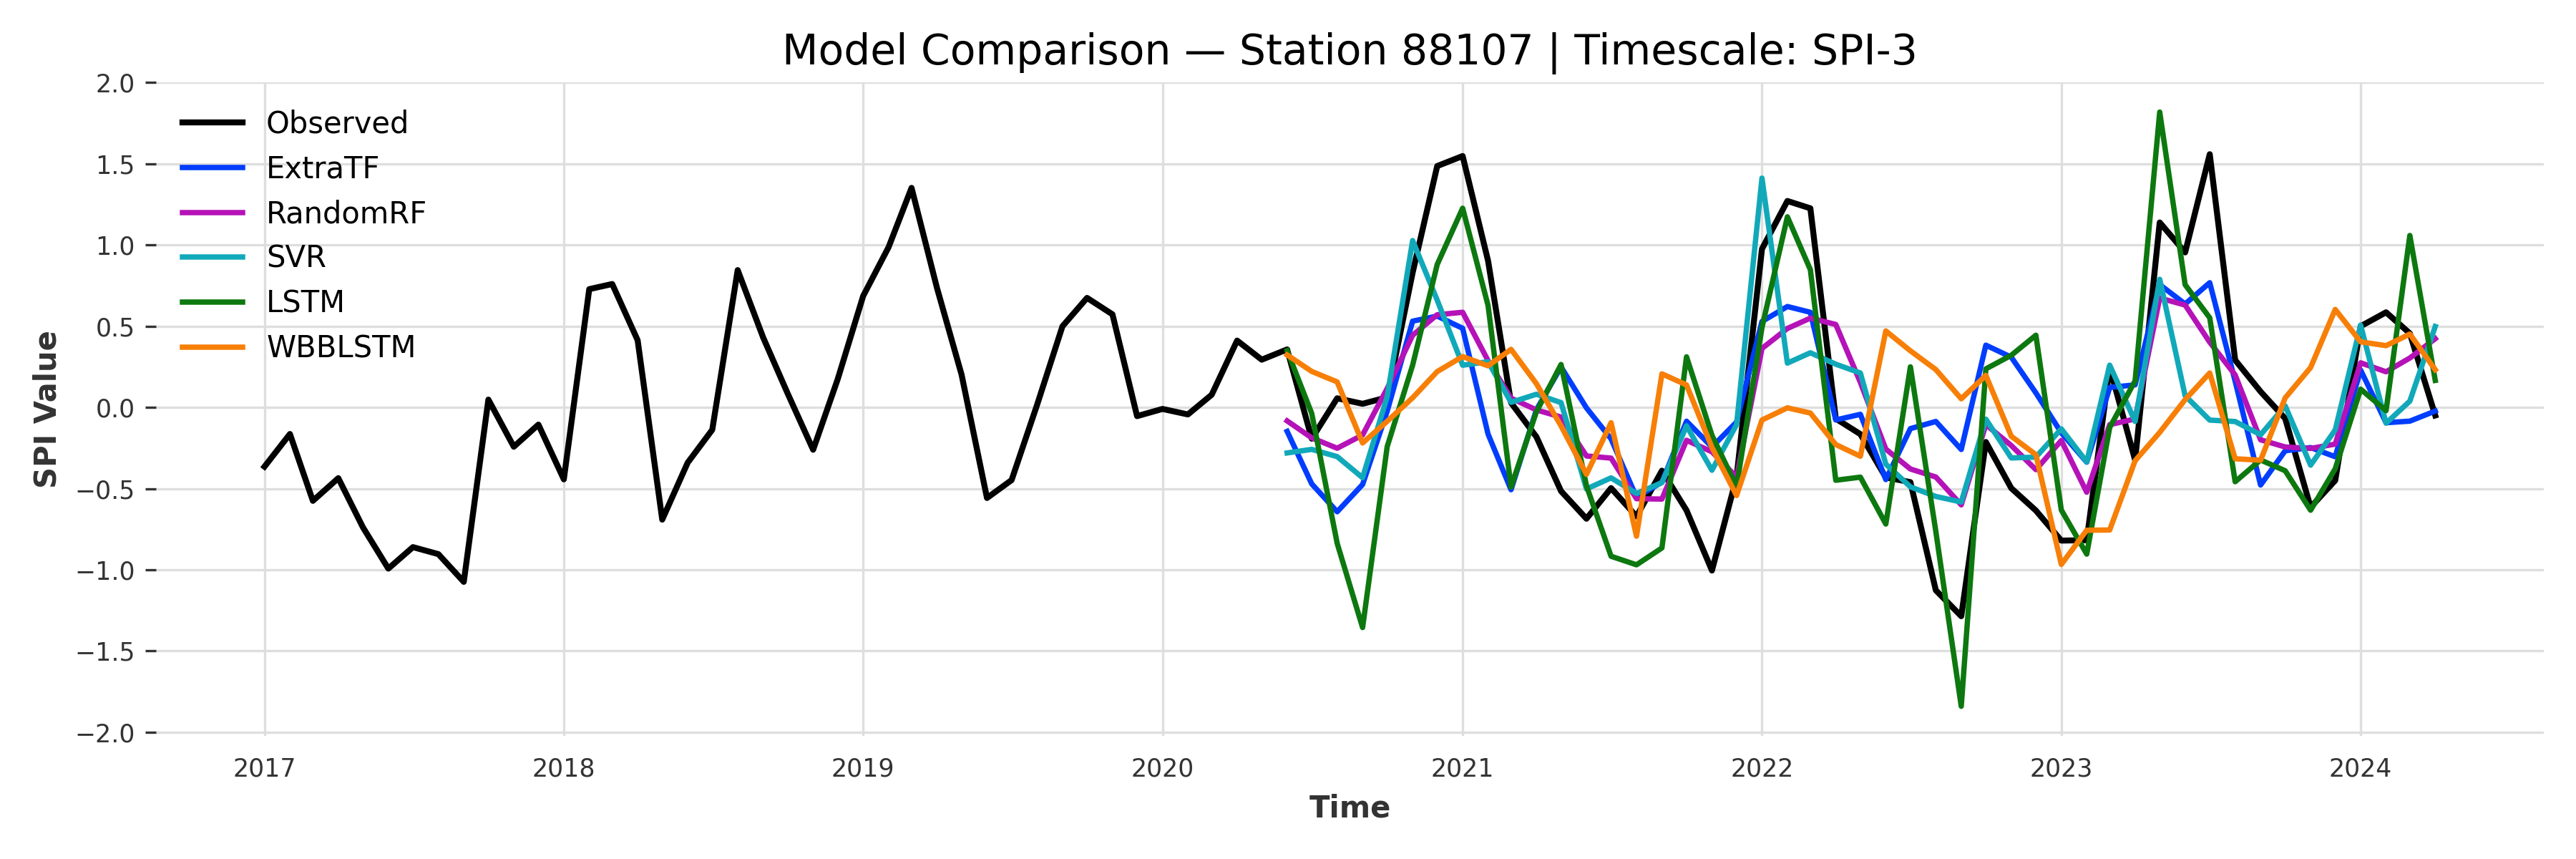 Model Comparison — Station 88107 | Timescale: SPI-3
SPI Value
2.0
1.5
1.0
0.5
0.0
−0.5
−1.0
−1.5
−2.0
Observed
ExtraTF
RandomRF
SVR
LSTM
WBBLSTM
2017 2018 2019 2020 2021 2022 2023 2024
Time